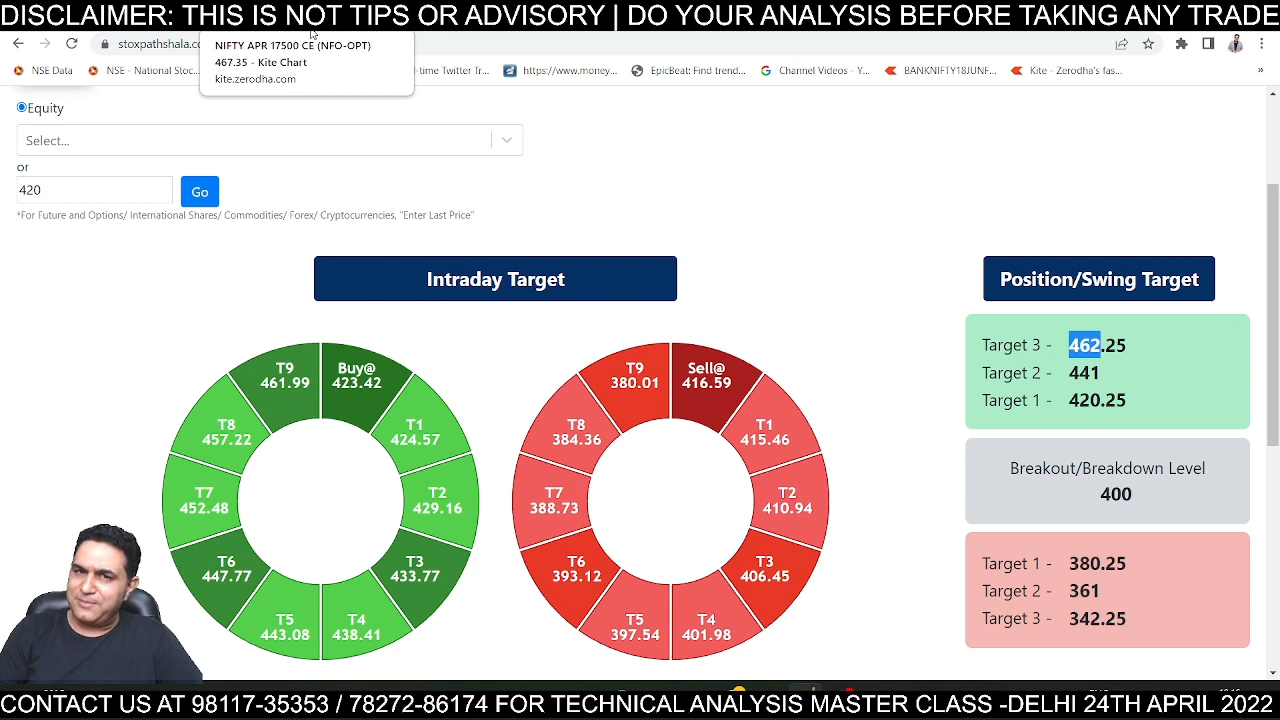 DISCLAIMER: THIS IS NOT TIPS OR ADVISORY | DO YOUR ANALYSIS BEFORE TAKING ANY TRADE
stoxpathshala.co
NIFTY APR 17500 CE (NFO-OPT)
467.35 - Kite Chart
kite.zerodha.com
NSE Data
NSE - National Stoc...
-time Twitter Tr...
https://www.money...
EpicBeat: Find trend...
Channel Videos - Y...
BANKNIFTY18JUNF...
Kite - Zerodha's fas...
»
Equity
Select...
or
420
Go
*For Future and Options/ International Shares/ Commodities/ Forex/ Cryptocurrencies, "Enter Last Price"
Intraday Target
T9
461.99
Buy@
423.42
T1
424.57
T2
429.16
T3
433.77
T4
438.41
T5
443.08
T6
447.77
T7
452.48
T8
457.22
T9
380.01
Sell@
416.59
T1
415.46
T2
410.94
T3
406.45
T4
401.98
T5
397.54
T6
393.12
T7
388.73
T8
384.36
Position/Swing Target
Target 3 - 462.25
Target 2 - 441
Target 1 - 420.25
Breakout/Breakdown Level
400
Target 1 - 380.25
Target 2 - 361
Target 3 - 342.25
CONTACT US AT 98117-35353 / 78272-86174 FOR TECHNICAL ANALYSIS MASTER CLASS -DELHI 24TH APRIL 2022